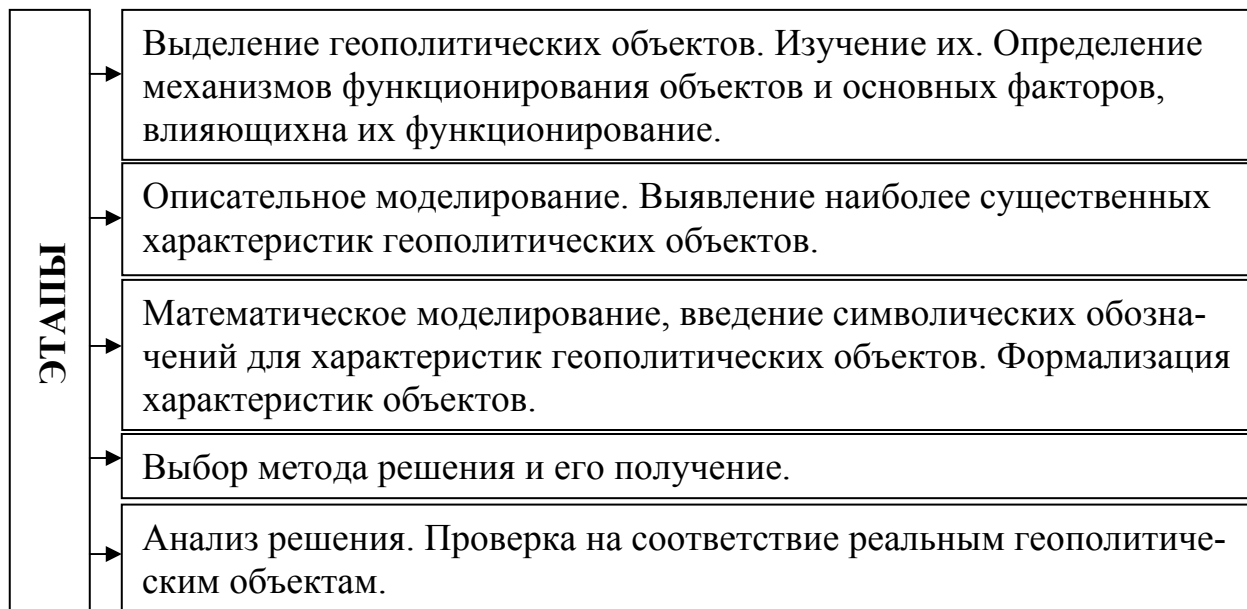 ЭТАПЫ
Выделение геополитических объектов. Изучение их. Определение
механизмов функционирования объектов и основных факторов,
влияющихна их функционирование.
Описательное моделирование. Выявление наиболее существенных
характеристик геополитических объектов.
Математическое моделирование, введение символических обозна-
чений для характеристик геополитических объектов. Формализация
характеристик объектов.
Выбор метода решения и его получение.
Анализ решения. Проверка на соответствие реальным геополитиче-
ским объектам.